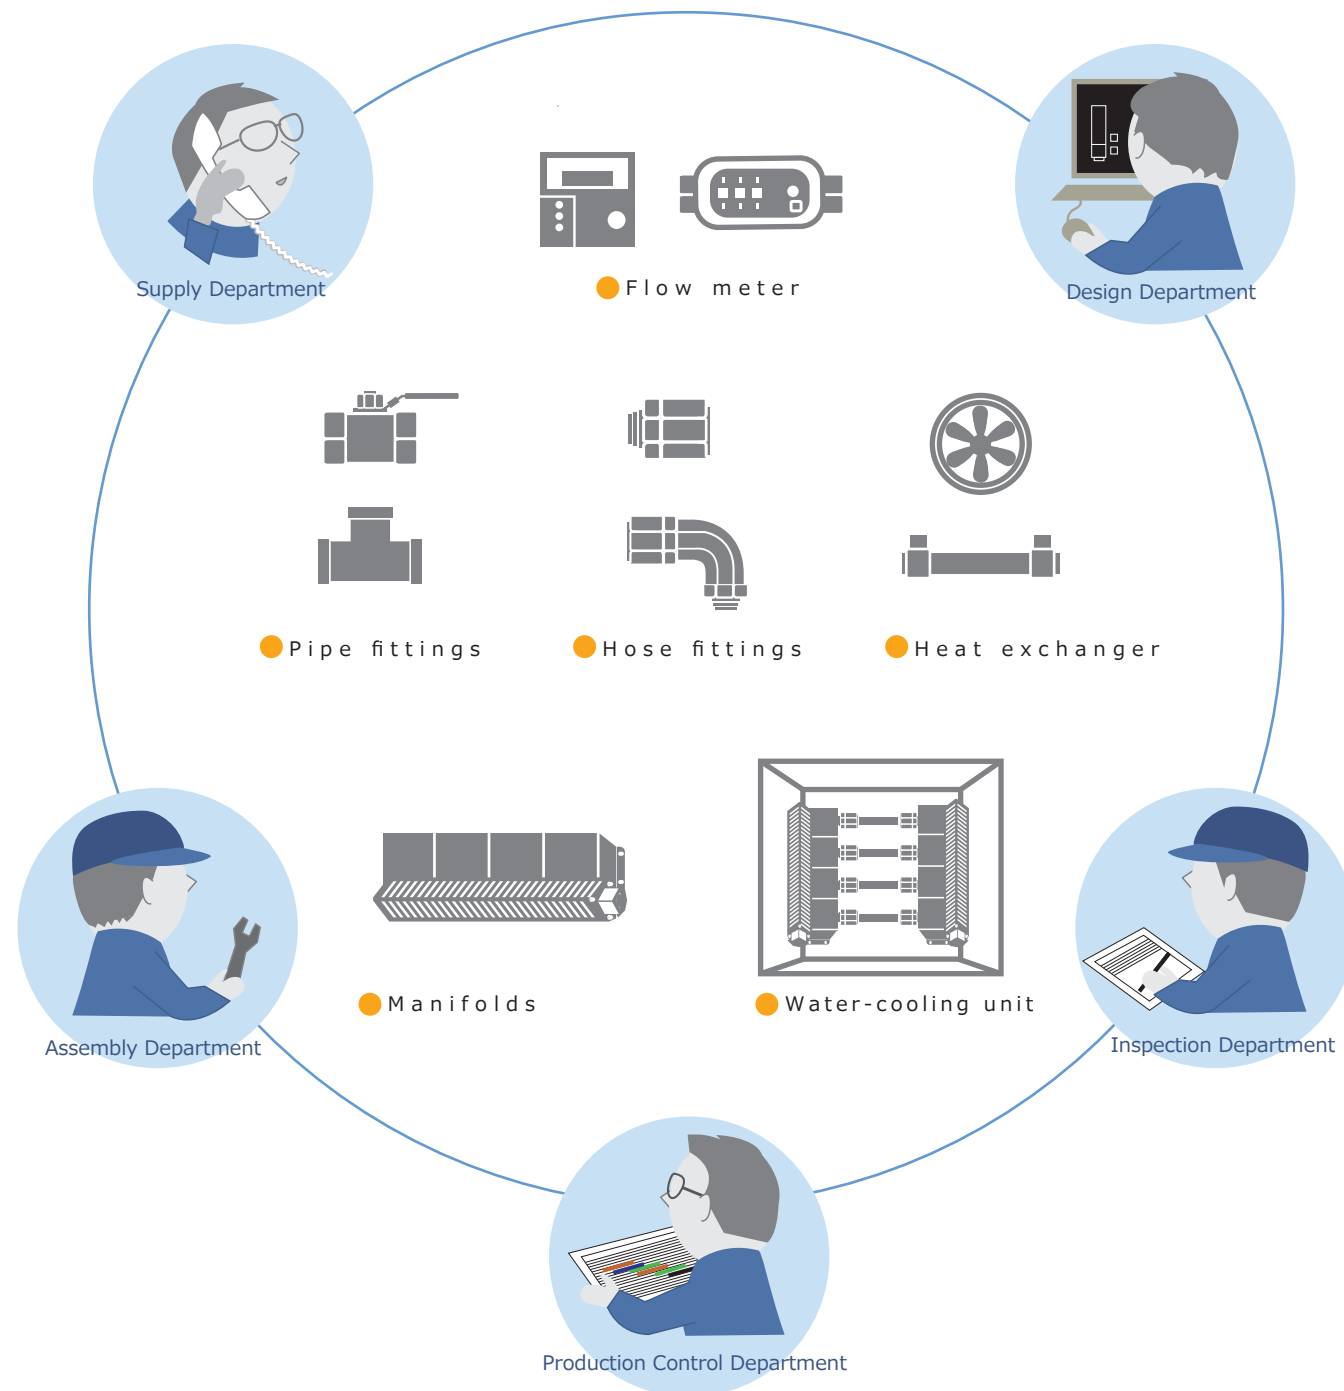 Supply Department
Design Department
Flow meter
Pipe fittings
Hose fittings
Heat exchanger
Manifolds
Water-cooling unit
Assembly Department
Inspection Department
Production Control Department